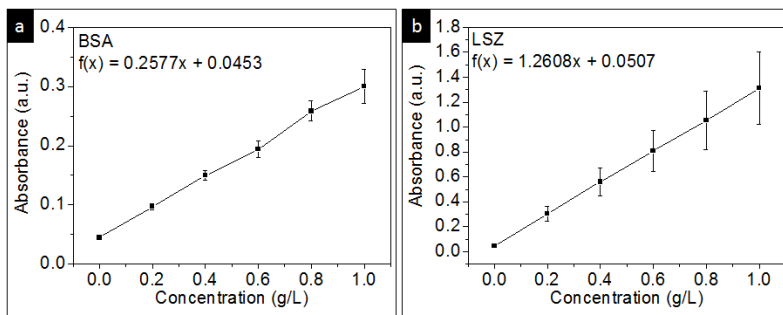 a
BSA
f(x) = 0.2577x + 0.0453
Absorbance (a.u.)
0.4
0.3
0.2
0.1
0.0
0.0 0.2 0.4 0.6 0.8 1.0
Concentration (g/L)
b
LSZ
f(x) = 1.2608x + 0.0507
Absorbance (a.u.)
1.8
1.6
1.4
1.2
1.0
0.8
0.6
0.4
0.2
0.0
0.0 0.2 0.4 0.6 0.8 1.0
Concentration (g/L)